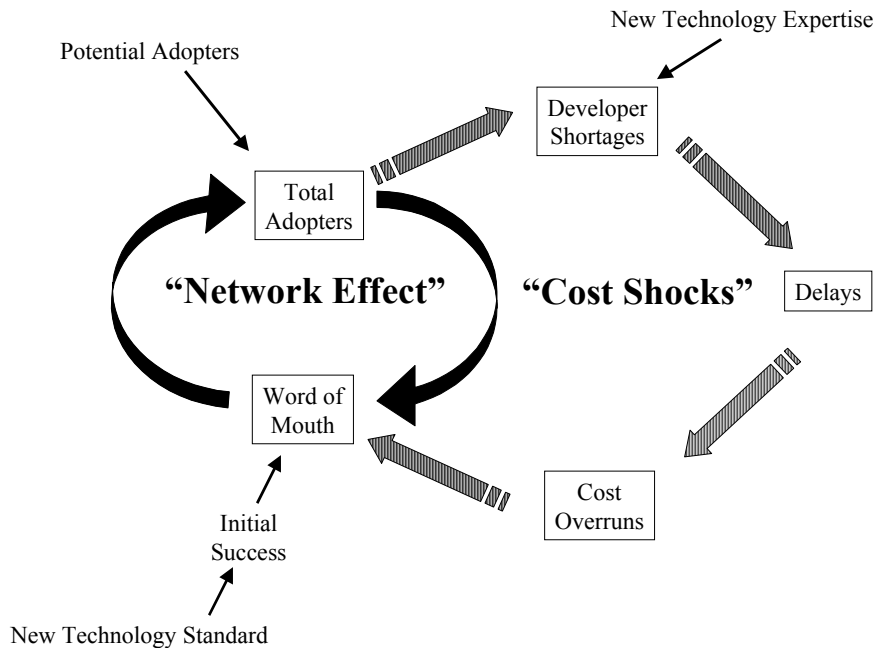 New Technology Expertise
Potential Adopters
Developer
Shortages
Total
Adopters
“Network Effect”
“Cost Shocks”
Delays
Word of
Mouth
Cost
Overruns
Initial
Success
New Technology Standard